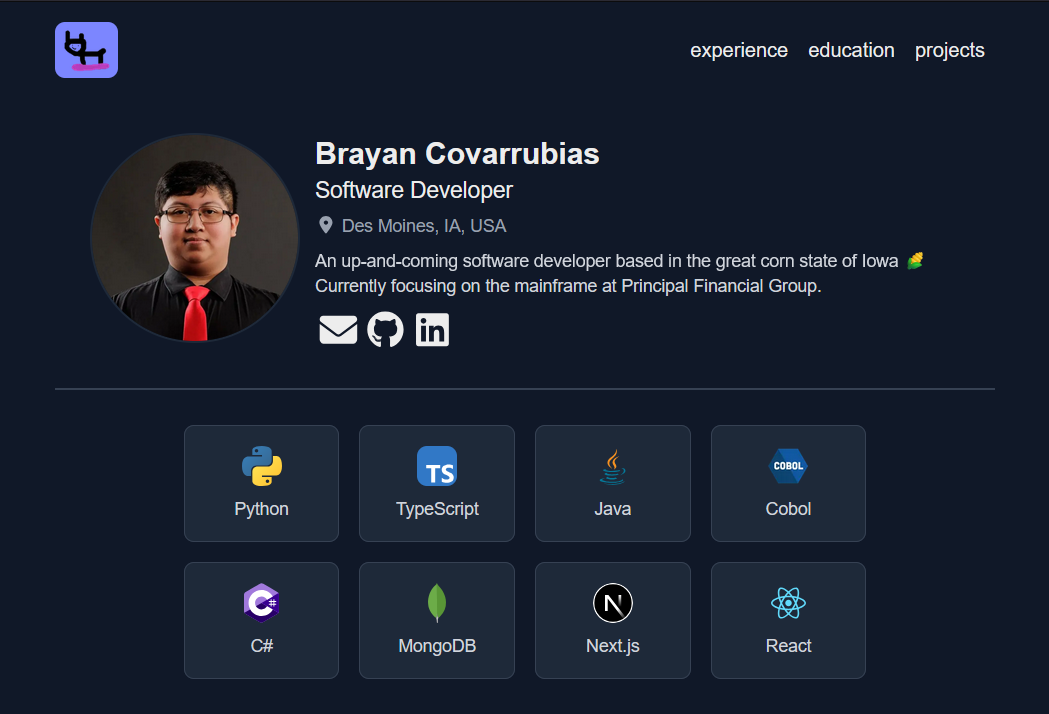 experience education projects
Brayan Covarrubias
Software Developer
Des Moines, IA, USA
An up-and-coming software developer based in the great corn state of Iowa 🌽
Currently focusing on the mainframe at Principal Financial Group.
in
TS
COBOL
Python TypeScript Java Cobol
C
#
N
C# MongoDB Next.js React